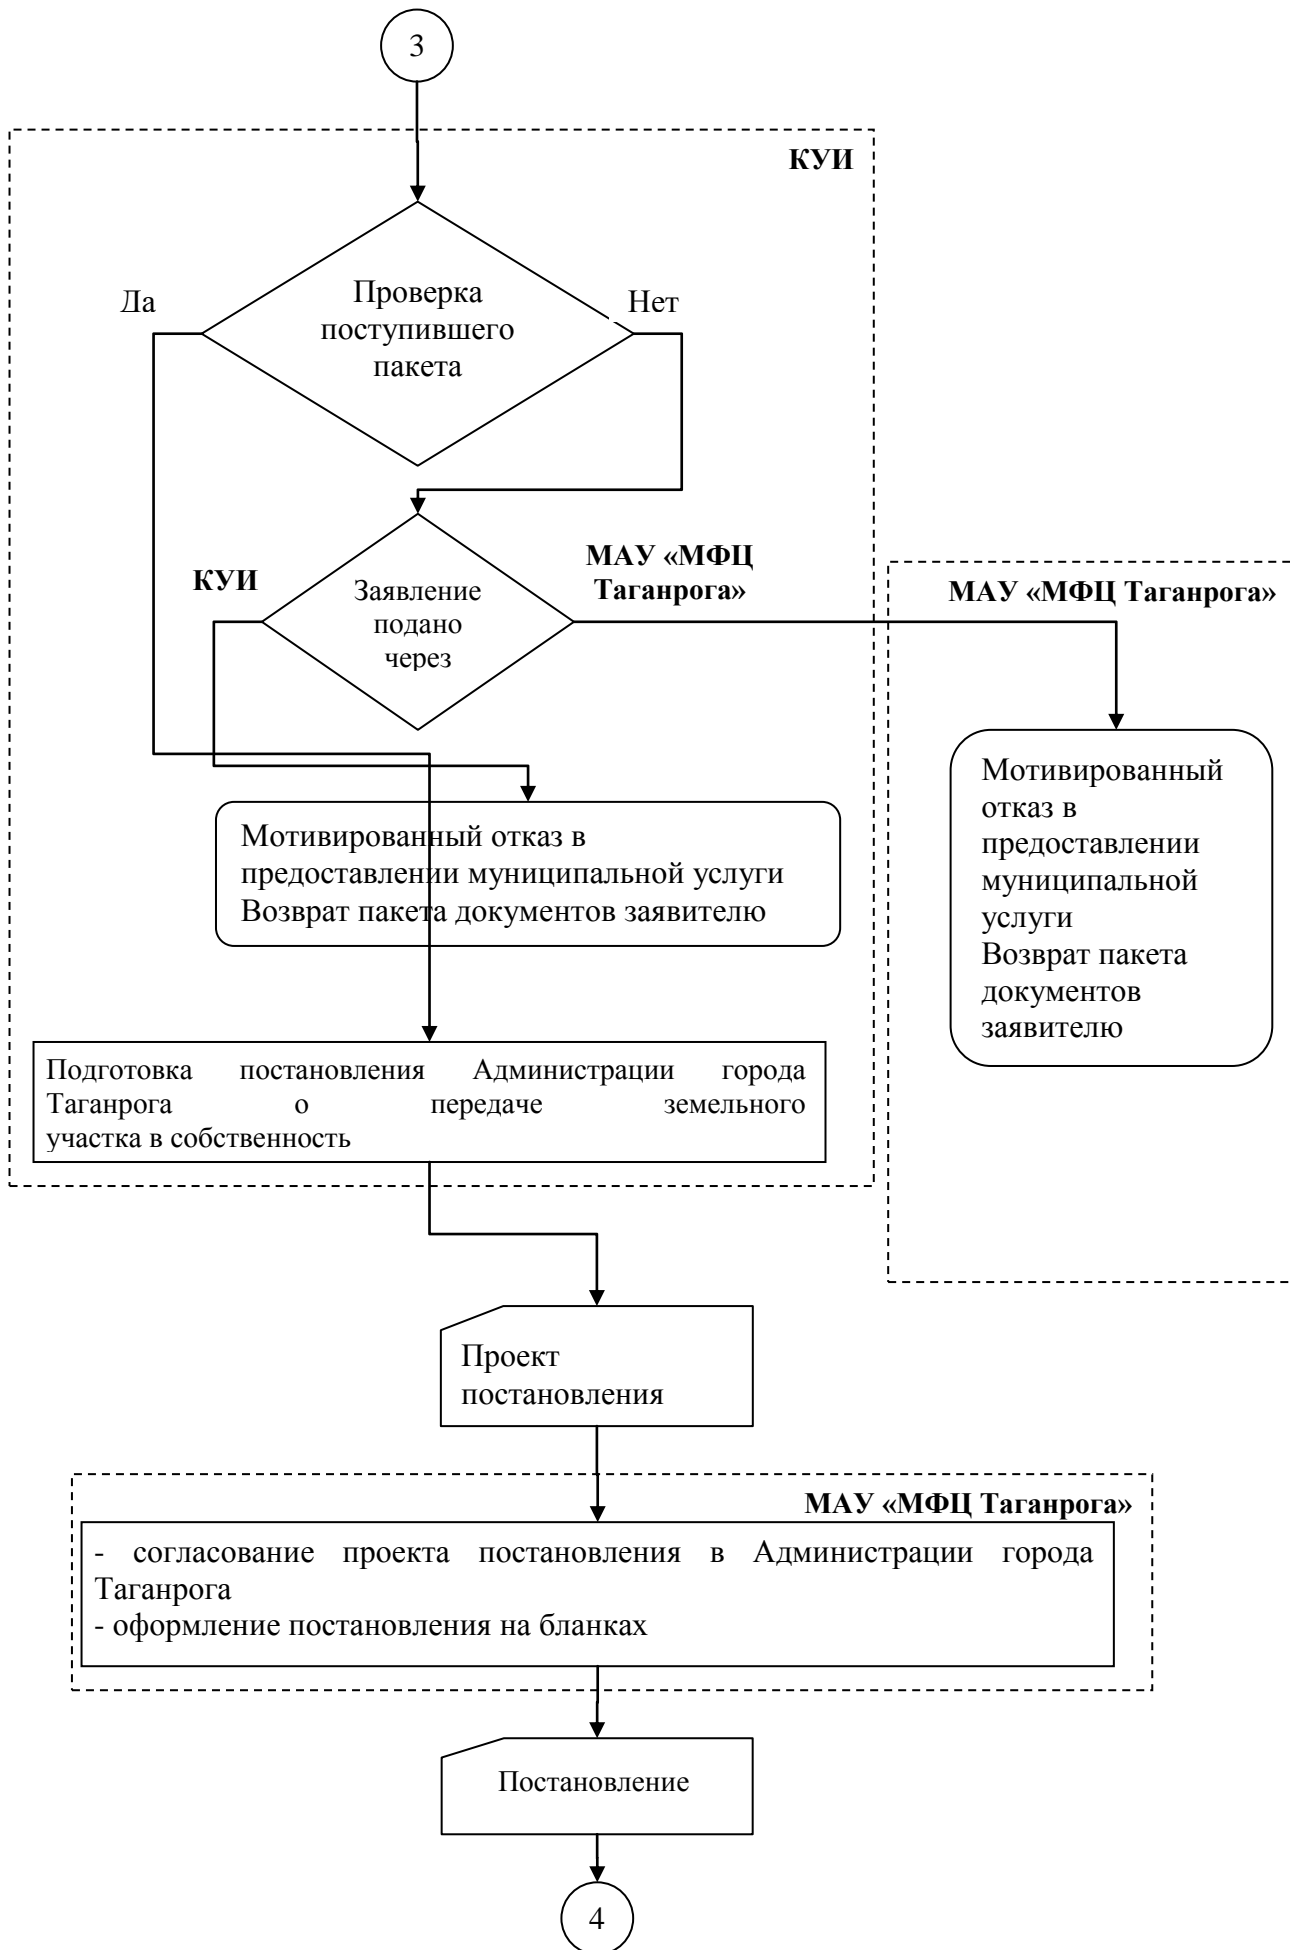 3
КУИ
Да
Нет
Проверка
поступившего
пакета
КУИ
МАУ «МФЦ
Таганрога»
Заявление
подано
через
МАУ «МФЦ Таганрога»
Мотивированный отказ в
предоставлении муниципальной услуги
Возврат пакета документов заявителю
Мотивированный
отказ в
предоставлении
муниципальной
услуги
Возврат пакета
документов
заявителю
Подготовка постановления Администрации города
Таганрога о передаче земельного
участка в собственность
Проект
постановления
МАУ «МФЦ Таганрога»
- согласование проекта постановления в Администрации города
Таганрога
- оформление постановления на бланках
Постановление
4